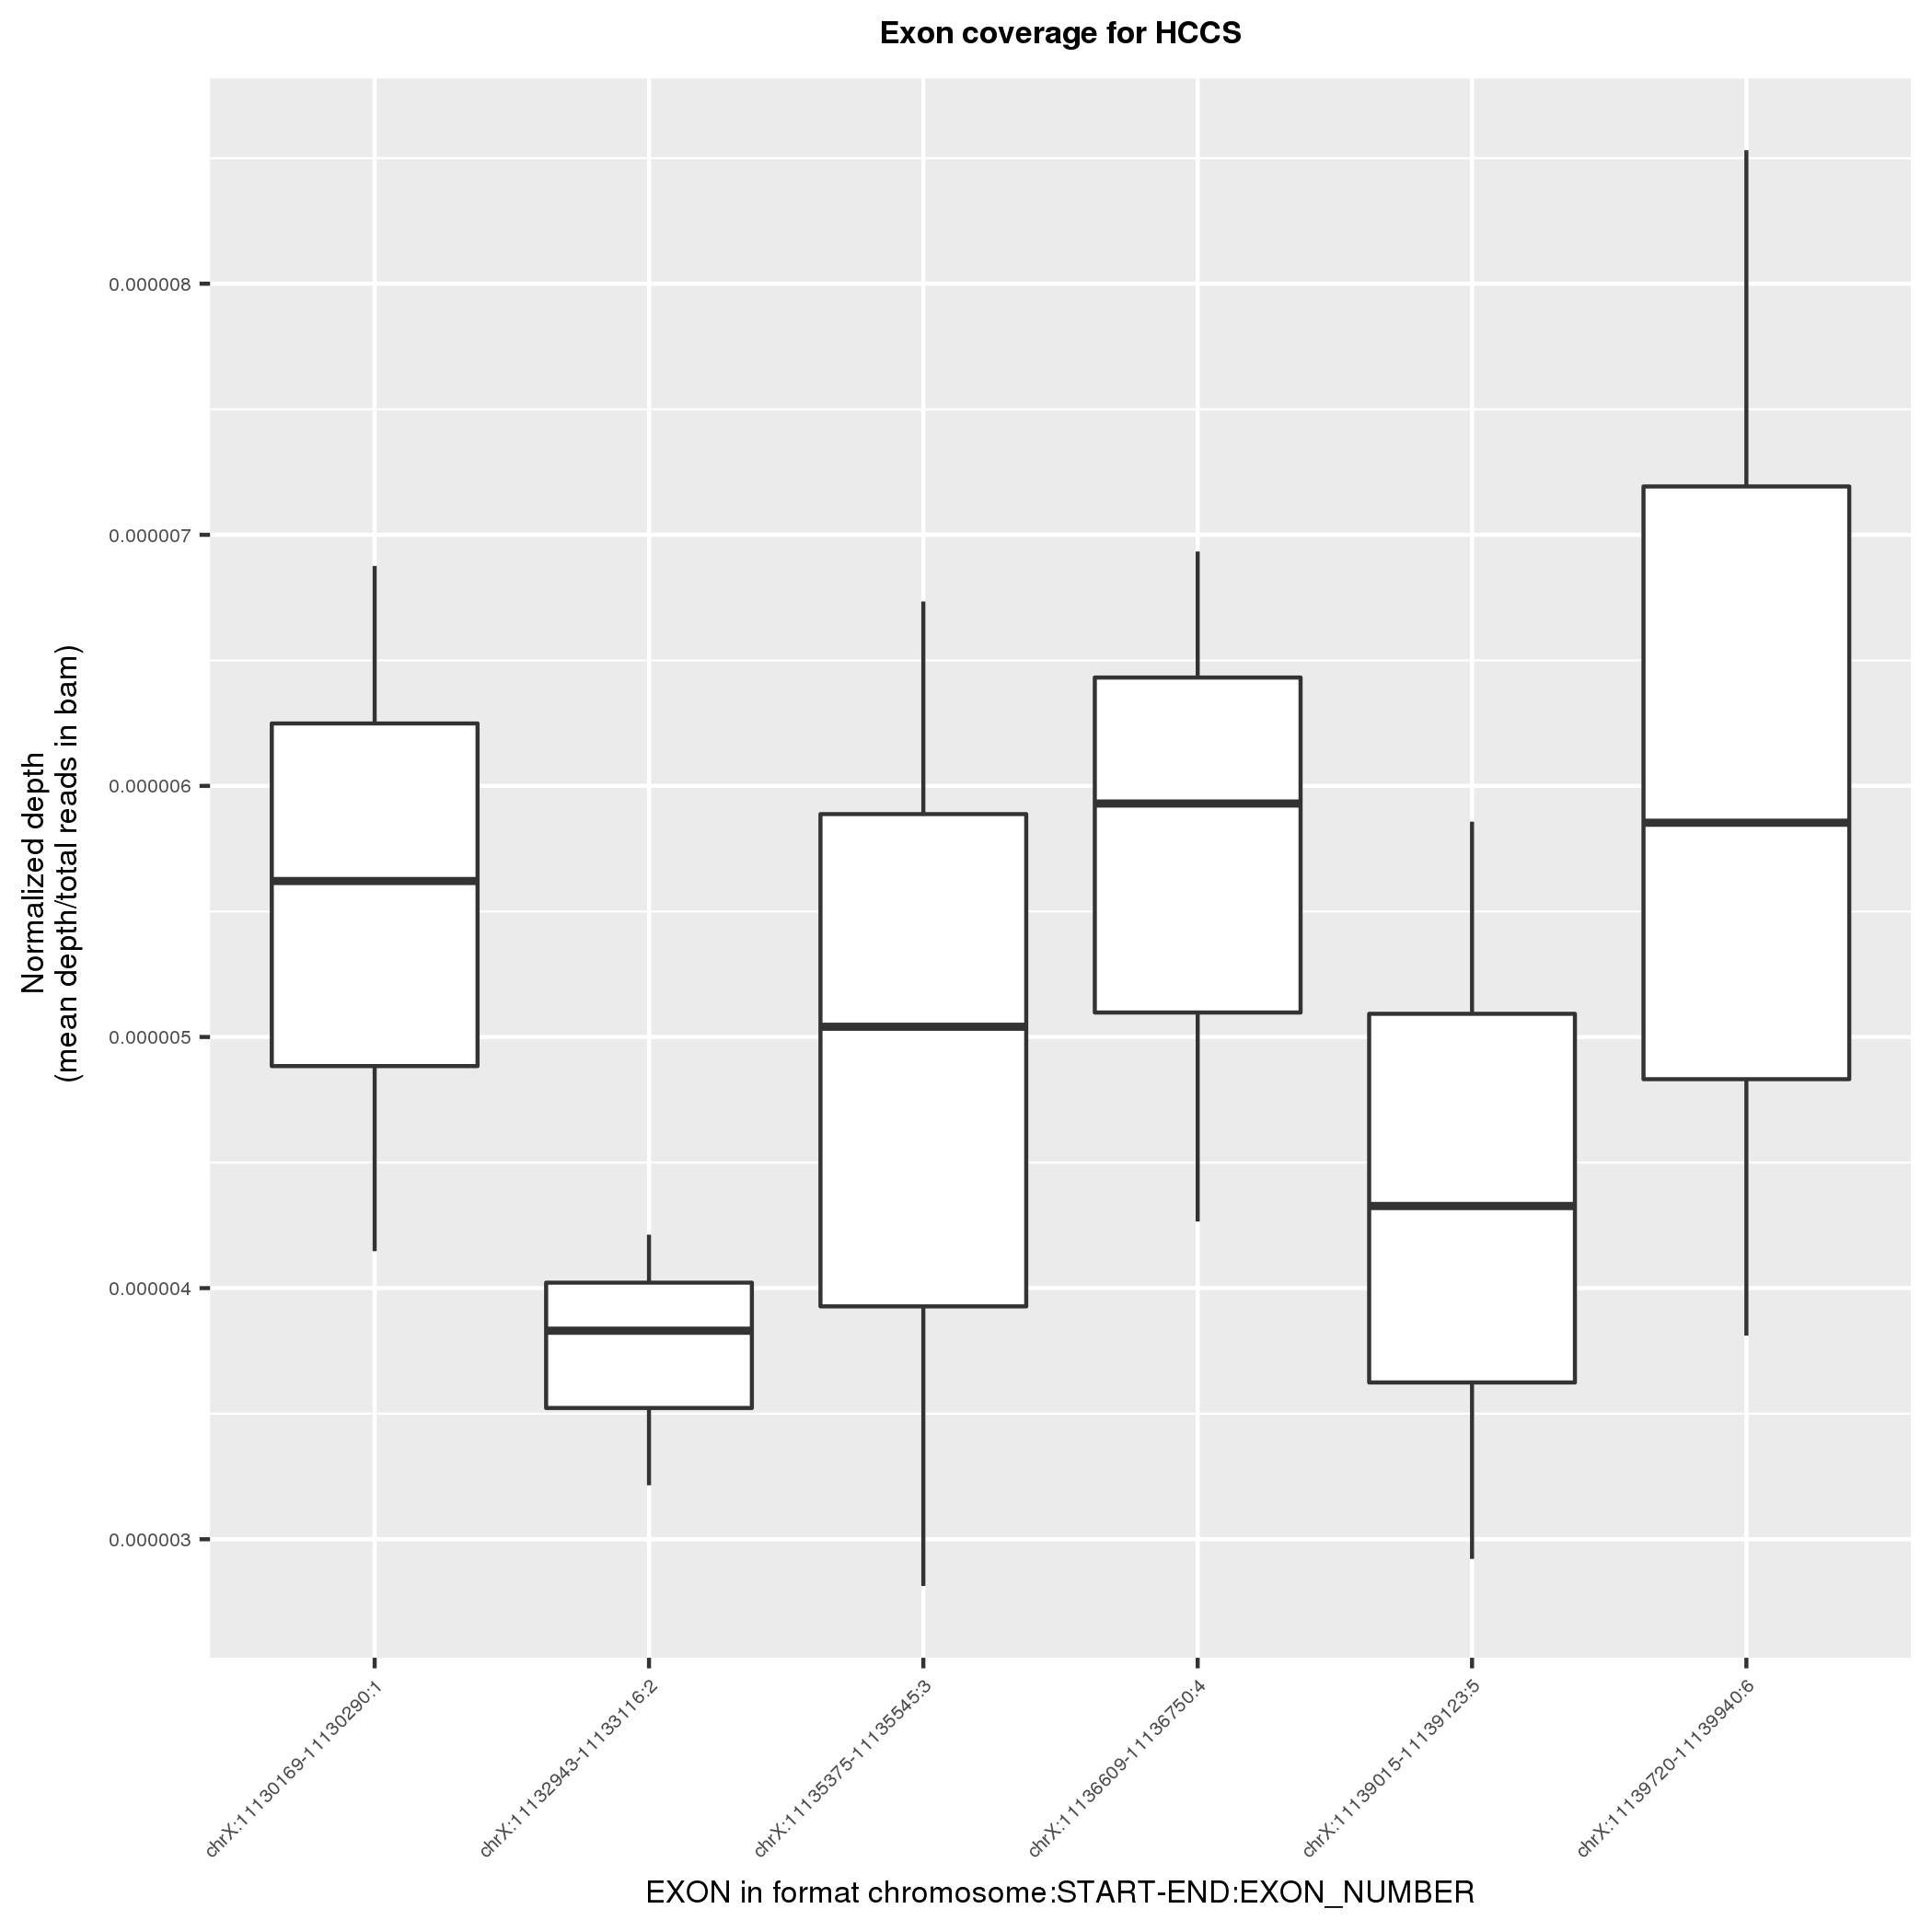 Exon coverage for HCCS
Normalized depth
(mean depth/total reads in bam)
0.000008
0.000007
0.000006
0.000005
0.000004
0.000003
chrX:11130169-11130290:1
chrX:11132943-11133116:2
chrX:11135375-11135545:3
chrX:11136609-11136750:4
chrX:11139015-11139123:5
chrX:11139720-11139940:6
EXON in format chromosome:START-END:EXON_NUMBER